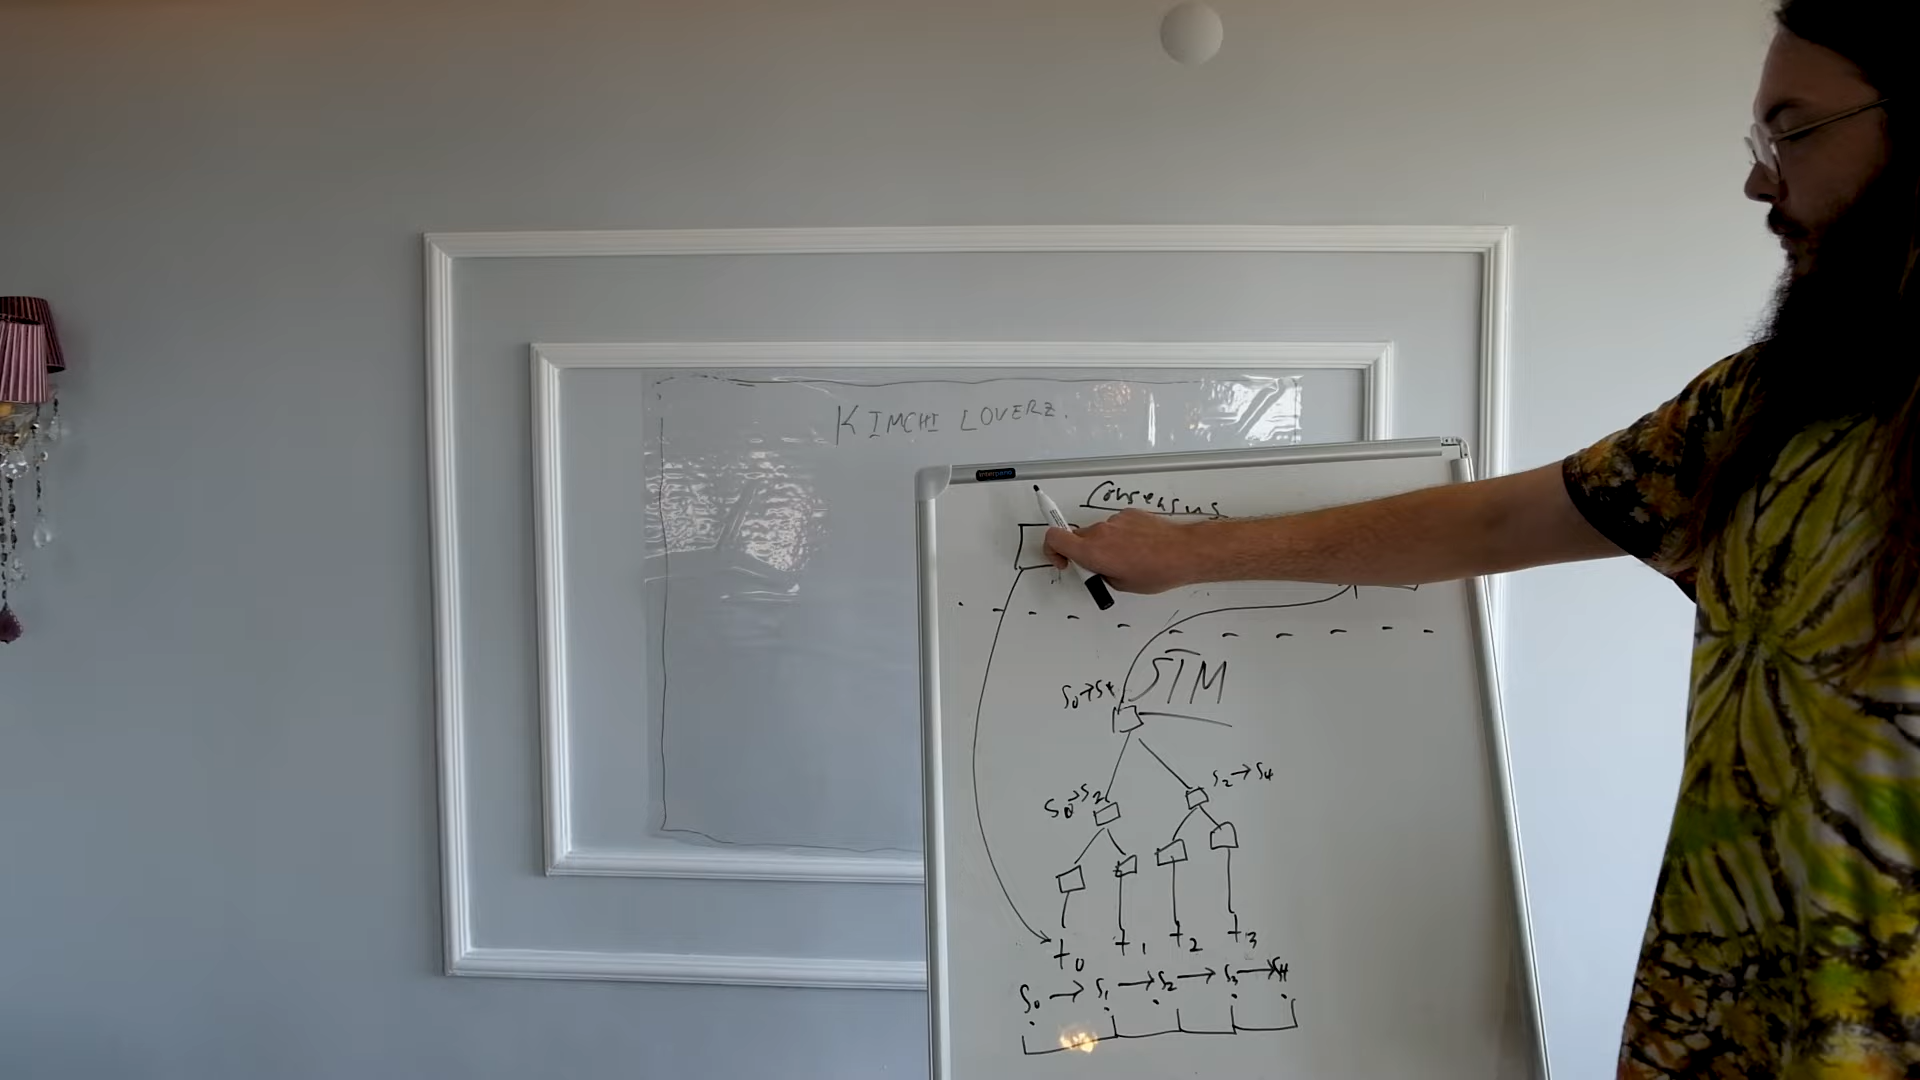 KIMCHI LOVERZ.
Consensus
STM
S0→S4
S2→S4
S0→S2
t0 t1 t2 t3
S0 → S1 → S2 → S3 → S4